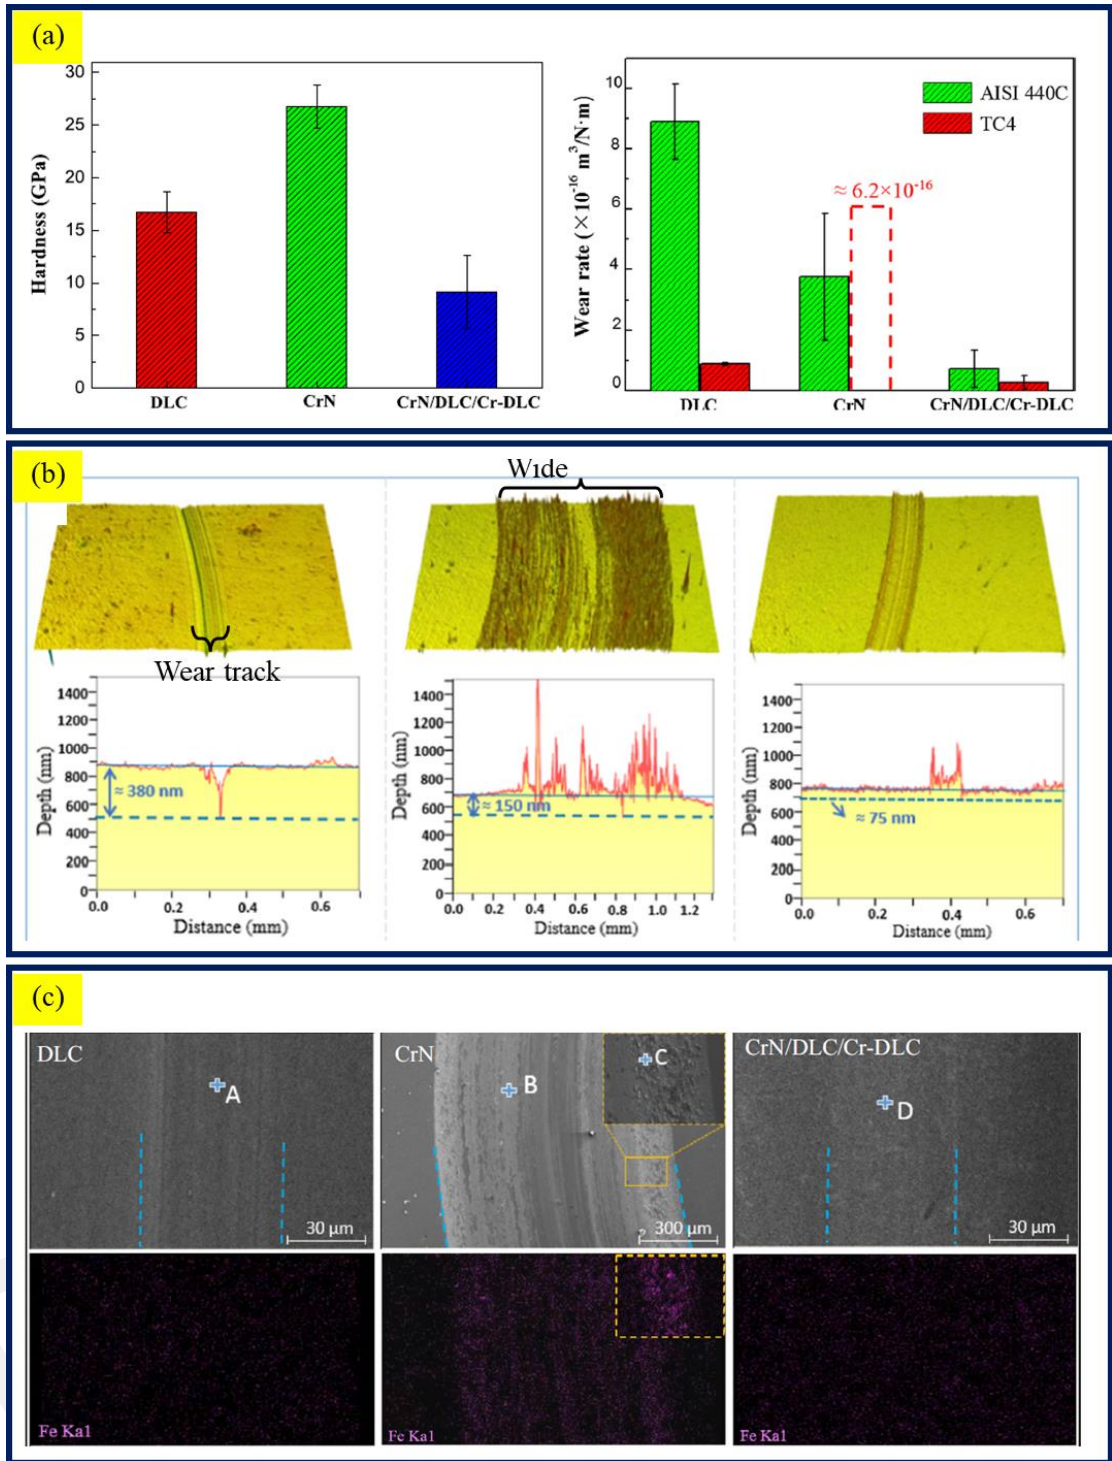 (a)
30
25
20
15
10
5
0
Hardness (GPa)
DLC
CrN
CrN/DLC/Cr-DLC
10
8
6
4
2
0
Wear rate (×10-16 m3/N·m)
AISI 440C
TC4
≈ 6.2×10-16
DLC
CrN
CrN/DLC/Cr-DLC
(b)
Wide
Wear track
1400
1200
1000
800
600
400
200
0
Depth (nm)
≈ 380 nm
0.0 0.2 0.4 0.6
Distance (mm)
1400
1200
1000
800
600
400
200
0
Depth (nm)
≈ 150 nm
0.0 0.2 0.4 0.6 0.8 1.0 1.2
Distance (mm)
1400
1200
1000
800
600
400
200
0
Depth (nm)
≈ 75 nm
0.0 0.2 0.4 0.6
Distance (mm)
(c)
DLC
A
30 µm
CrN
B
C
300 µm
CrN/DLC/Cr-DLC
D
30 µm
Fe Ka1
Fe Ka1
Fe Ka1